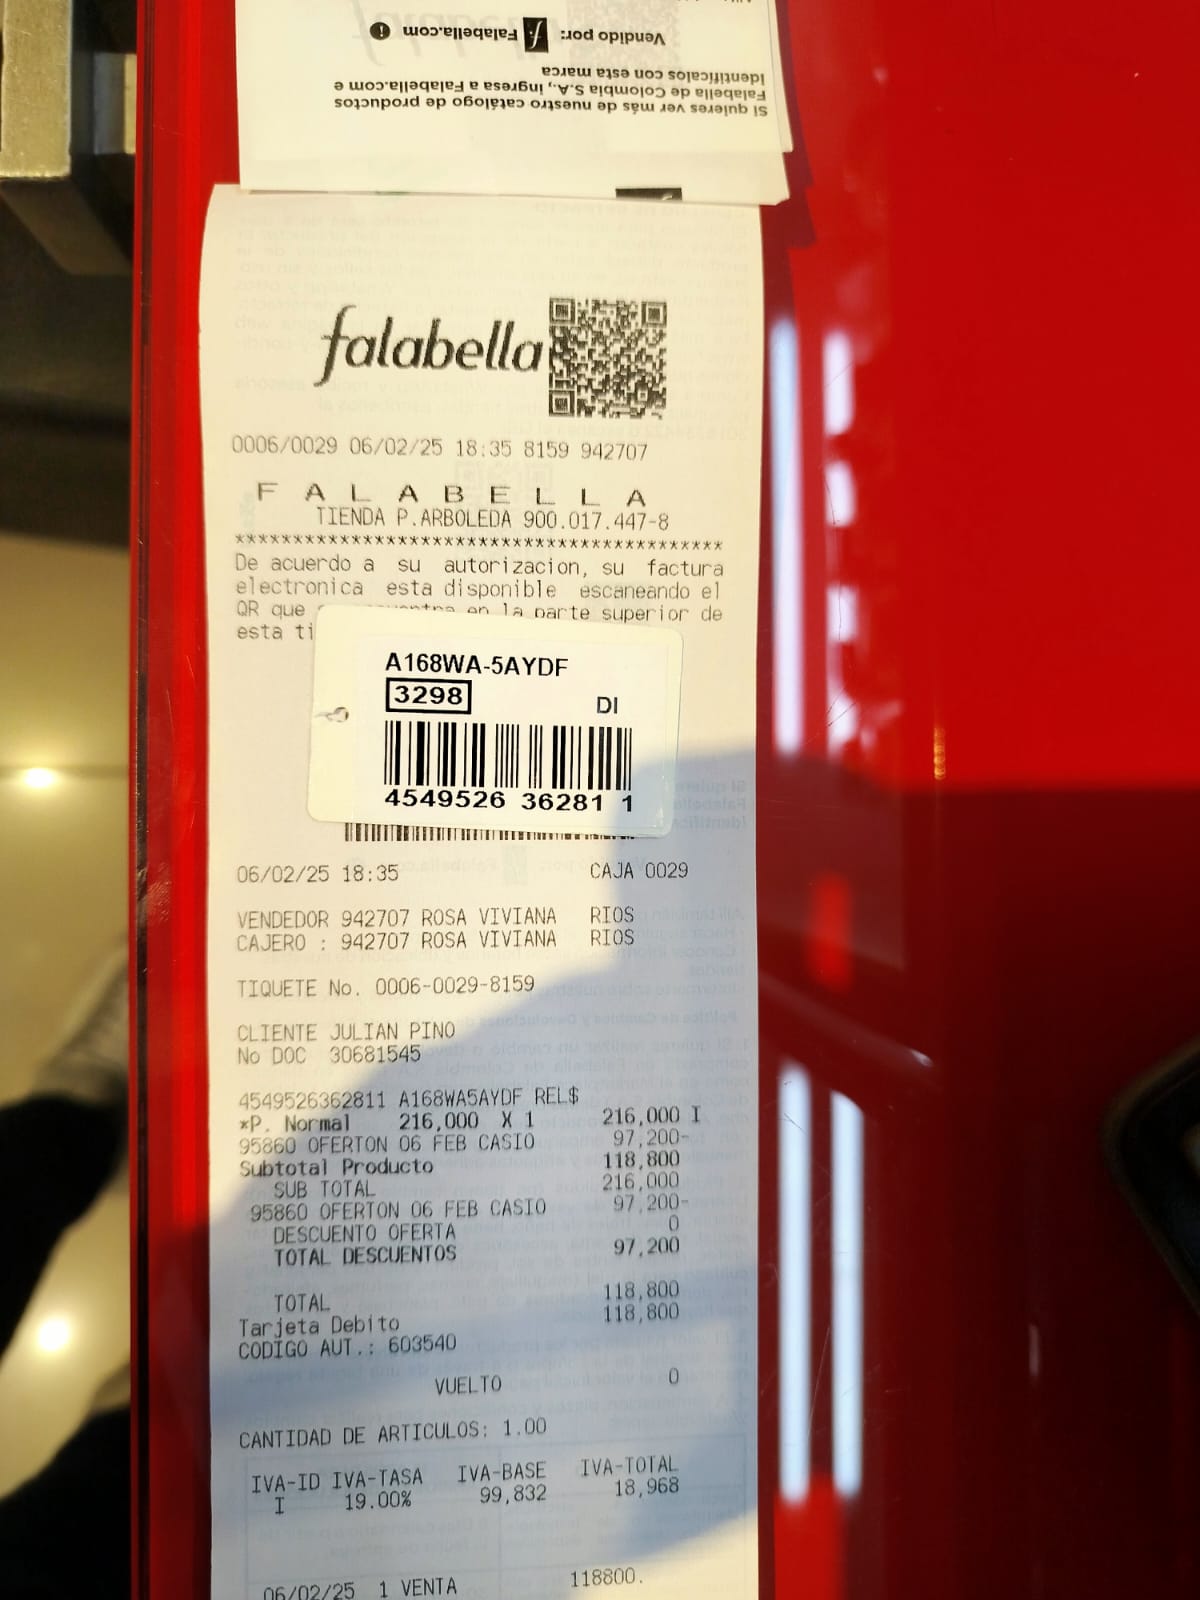 Si quieres ver más de nuestro catálogo de productos
Falabella de Colombia S.A., ingresa a Falabella.com e
identifícalos con esta marca
Vendido por: f Falabella.com i
falabella
0006/0029 06/02/25 18:35 8159 942707
F A L A B E L L A
TIENDA P.ARBOLEDA 900.017.447-8
******************************************
De acuerdo a su autorizacion, su factura
electronica esta disponible escaneando el
QR que en la parte superior de
esta
A168WA-5AYDF
3298
DI
4549526 36281 1
06/02/25 18:35 CAJA 0029
VENDEDOR 942707 ROSA VIVIANA RIOS
CAJERO : 942707 ROSA VIVIANA RIOS
TIQUETE No. 0006-0029-8159
CLIENTE JULIAN PINO
No DOC 30681545
4549526362811 A168WA5AYDF REL$
*P. Normal 216,000 X 1 216,000 I
95860 OFERTON 06 FEB CASIO 97,200-
Subtotal Producto 118,800
SUB TOTAL 216,000
95860 OFERTON 06 FEB CASIO 97,200-
DESCUENTO OFERTA 0
TOTAL DESCUENTOS 97,200
TOTAL 118,800
Tarjeta Debito 118,800
CODIGO AUT.: 603540
VUELTO 0
CANTIDAD DE ARTICULOS: 1.00
IVA-ID IVA-TASA IVA-BASE IVA-TOTAL
I 19.00% 99,832 18,968
06/02/25 1 VENTA 118800.